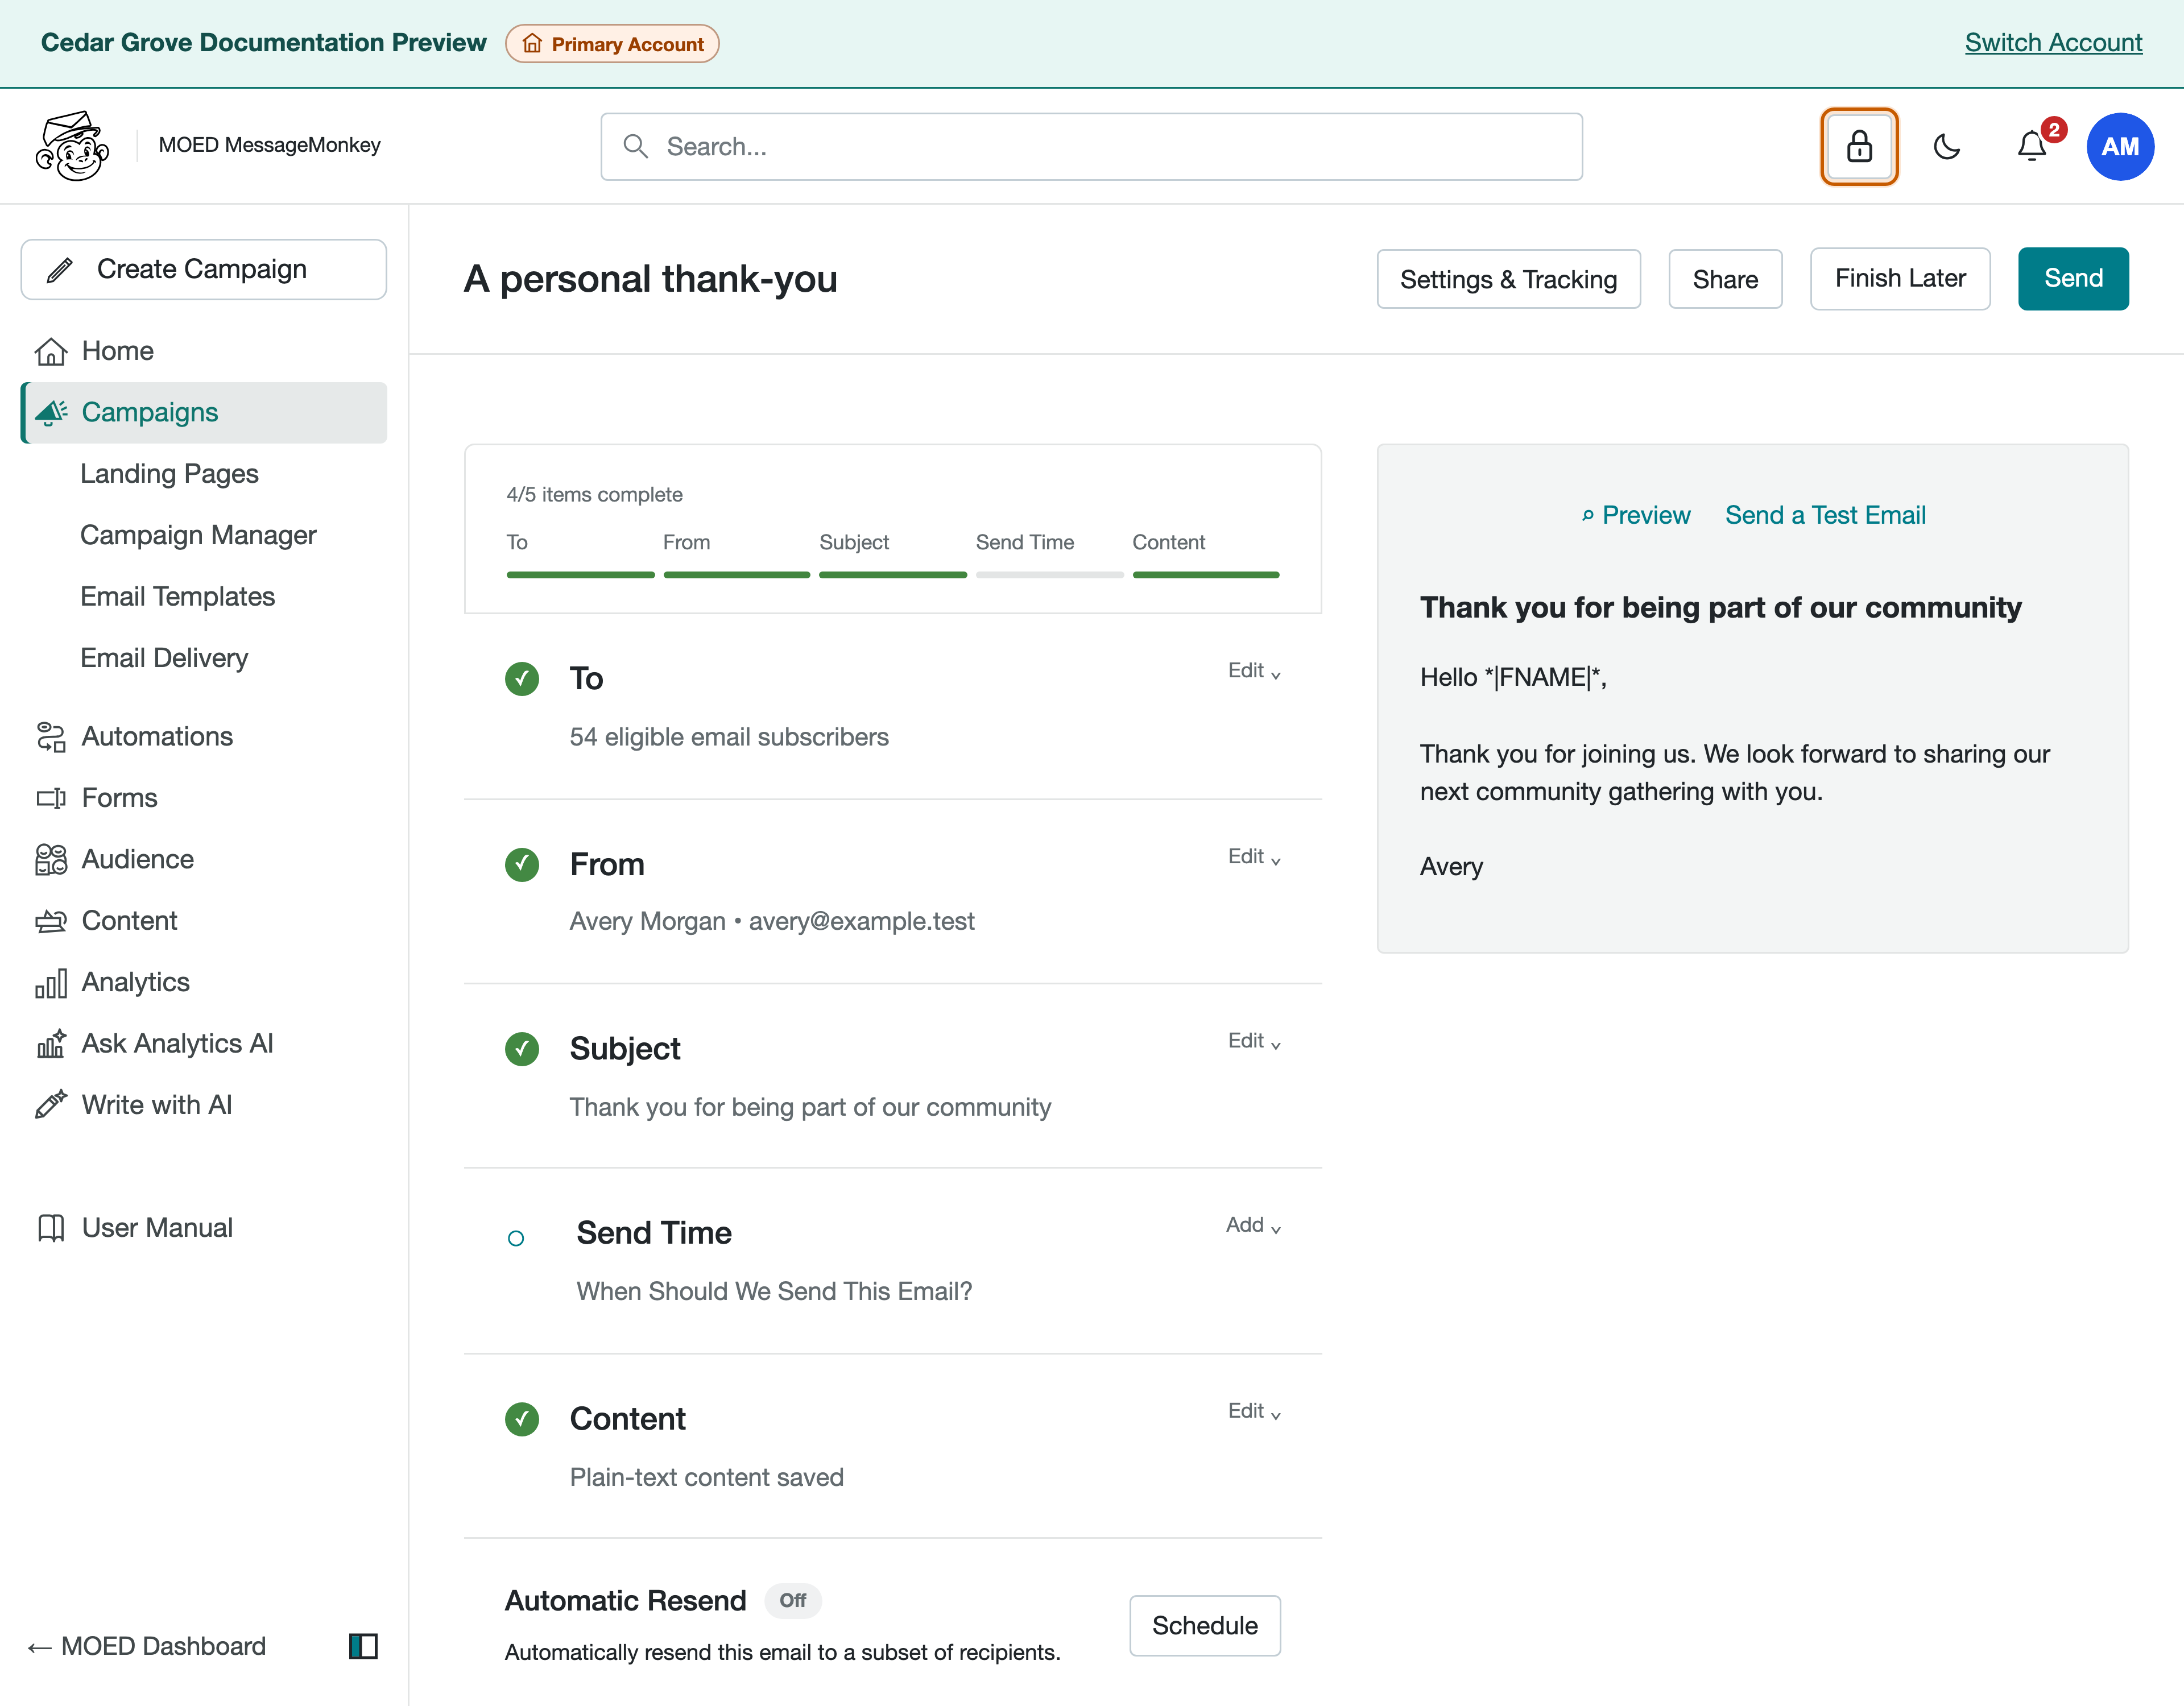 Cedar Grove Documentation Preview
Primary Account
Switch Account
MOED MessageMonkey
Search...
2
AM
Create Campaign
Home
Campaigns
Landing Pages
Campaign Manager
Email Templates
Email Delivery
Automations
Forms
Audience
Content
Analytics
Ask Analytics AI
Write with AI
User Manual
← MOED Dashboard
A personal thank-you
Settings & Tracking
Share
Finish Later
Send
4/5 items complete
To
From
Subject
Send Time
Content
To
Edit
54 eligible email subscribers
From
Edit
Avery Morgan • avery@example.test
Subject
Edit
Thank you for being part of our community
Send Time
Add
When Should We Send This Email?
Content
Edit
Plain-text content saved
Automatic Resend
Off
Automatically resend this email to a subset of recipients.
Schedule
Preview
Send a Test Email
Thank you for being part of our community
Hello *|FNAME|*,
Thank you for joining us. We look forward to sharing our
next community gathering with you.
Avery